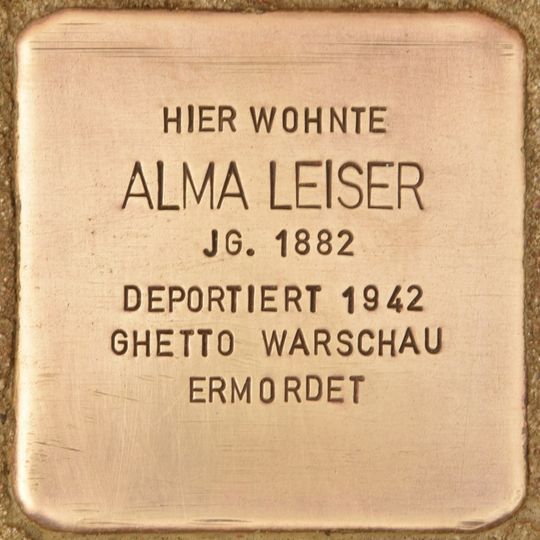 HIER WOHNTE
ALMA LEISER
JG. 1882
DEPORTIERT 1942
GHETTO WARSCHAU
ERMORDET